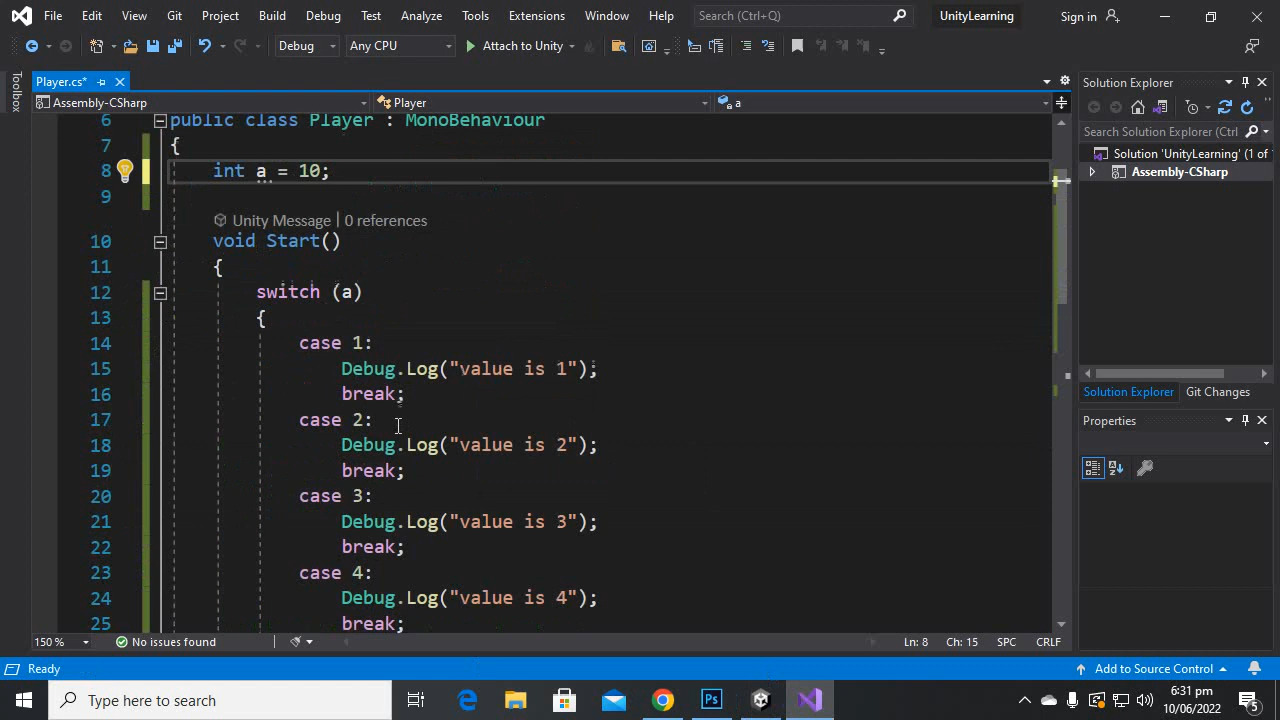 File Edit View Git Project Build Debug Test Analyze Tools Extensions Window Help Search (Ctrl+Q) UnityLearning Sign in
Debug Any CPU Attach to Unity
Toolbox
Player.cs*
Assembly-CSharp Player a
6 public class Player : MonoBehaviour
7 {
8 int a = 10;
9
Unity Message | 0 references
10 void Start()
11 {
12 switch (a)
13 {
14 case 1:
15 Debug.Log("value is 1");
16 break;
17 case 2:
18 Debug.Log("value is 2");
19 break;
20 case 3:
21 Debug.Log("value is 3");
22 break;
23 case 4:
24 Debug.Log("value is 4");
25 break;
150 % No issues found Ln: 8 Ch: 15 SPC CRLF
Solution Explorer
Search Solution Explorer (Ctrl
Solution 'UnityLearning' (1 of
Assembly-CSharp
Solution Explorer Git Changes
Properties
Ready Add to Source Control
Type here to search
6:31 pm
10/06/2022
5